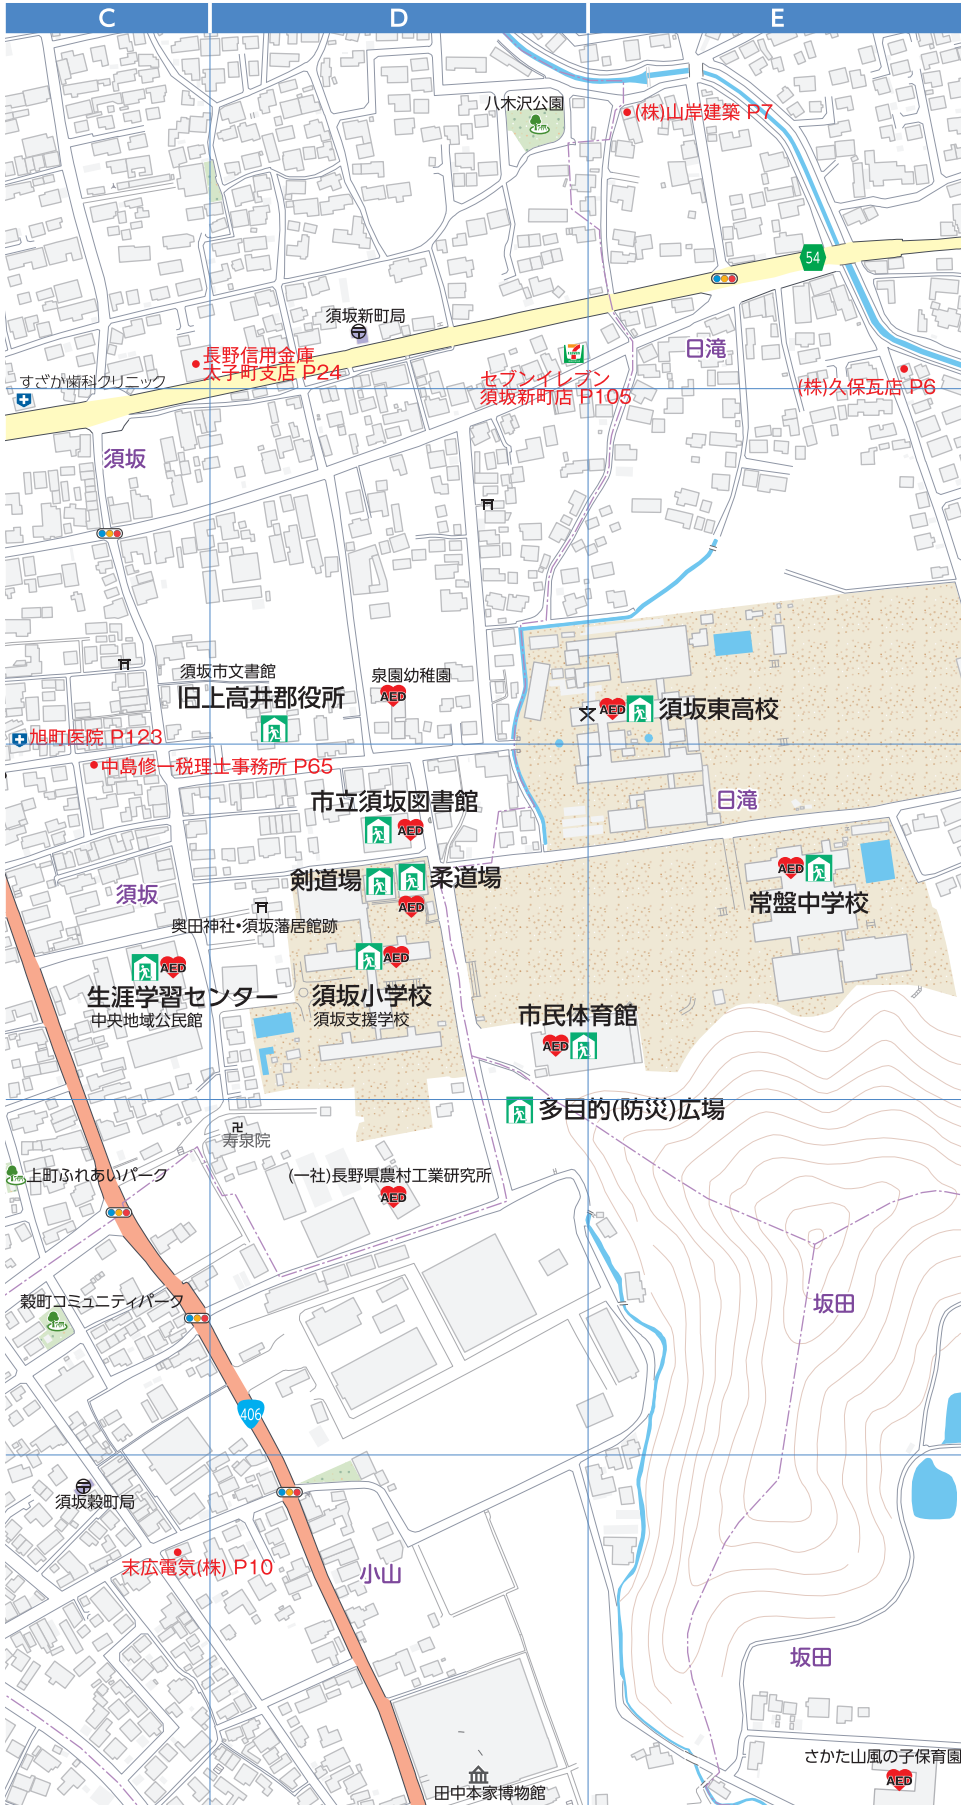 C D E
八木沢公園
(株)山岸建築 P7
54
須坂新町局
日滝
長野信用金庫
太子町支店 P24
すざか歯科クリニック
セブンイレブン
須坂新町店 P105
(株)久保瓦店 P6
須坂
須坂市文書館
旧上高井郡役所
泉園幼稚園
AED
AED
須坂東高校
旭町医院 P123
中島修一税理士事務所 P65
市立須坂図書館
AED
日滝
剣道場
柔道場
AED
AED
常盤中学校
須坂
奥田神社・須坂藩居館跡
AED
生涯学習センター
中央地域公民館
AED
須坂小学校
須坂支援学校
市民体育館
AED
多目的(防災)広場
寿泉院
上町ふれあいパーク
(一社)長野県農村工業研究所
AED
穀町コミュニティパーク
坂田
406
須坂穀町局
末広電気(株) P10
小山
坂田
さかた山風の子保育園
AED
田中本家博物館